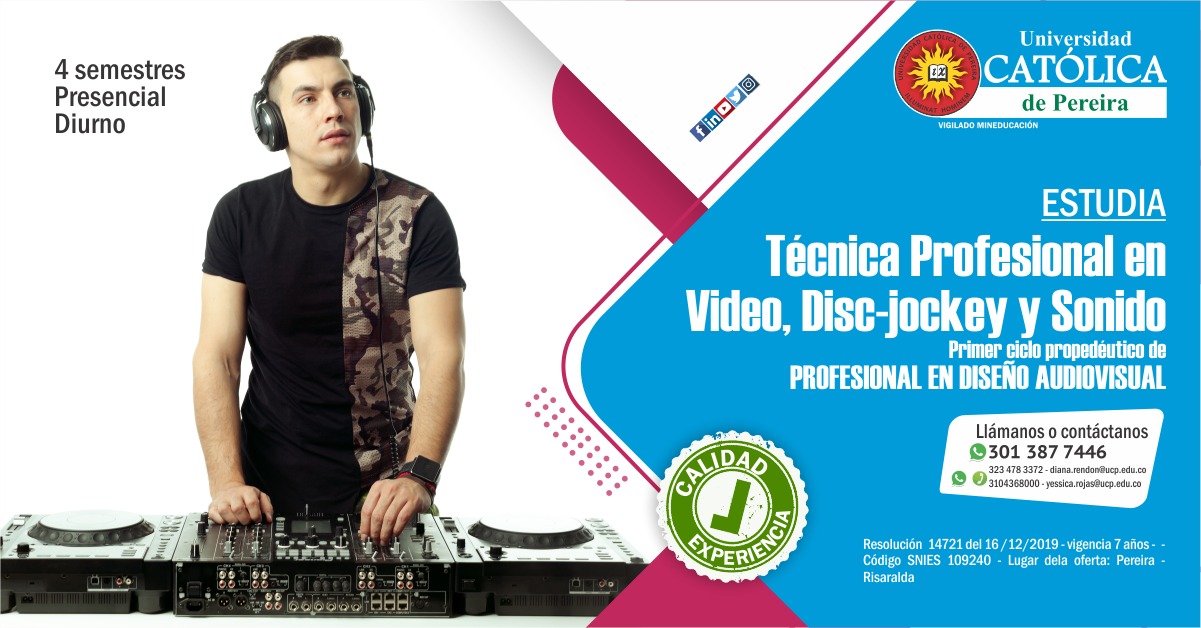 4 semestres
Presencial
Diurno
Universidad
CATÓLICA
de Pereira
VIGILADO MINEDUCACIÓN
ESTUDIA
Técnica Profesional en
Video, Disc-jockey y Sonido
Primer ciclo propedéutico de
PROFESIONAL EN DISEÑO AUDIOVISUAL
Llámanos o contáctanos
301 387 7446
323 478 3372 - diana.rendon@ucp.edu.co
3104368000 - yessica.rojas@ucp.edu.co
CALIDAD
EXPERIENCIA
Resolución 14721 del 16 /12/2019 - vigencia 7 años - -
Código SNIES 109240 - Lugar dela oferta: Pereira -
Risaralda